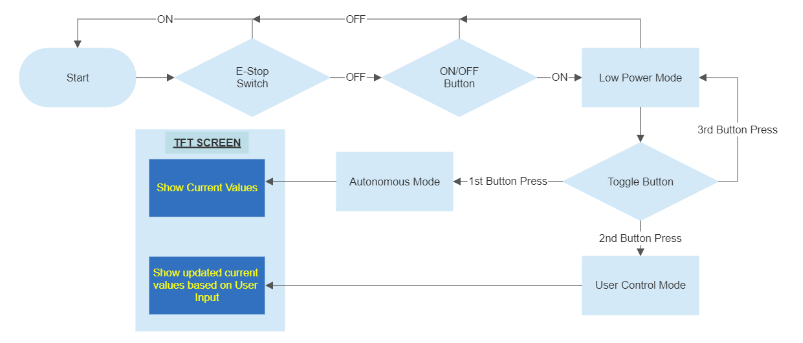 ON
OFF
Start
E-Stop
Switch
OFF
ON/OFF
Button
ON
Low Power Mode
3rd Button Press
TFT SCREEN
Show Current Values
Autonomous Mode
1st Button Press
Toggle Button
2nd Button Press
Show updated current
values based on User
Input
User Control Mode